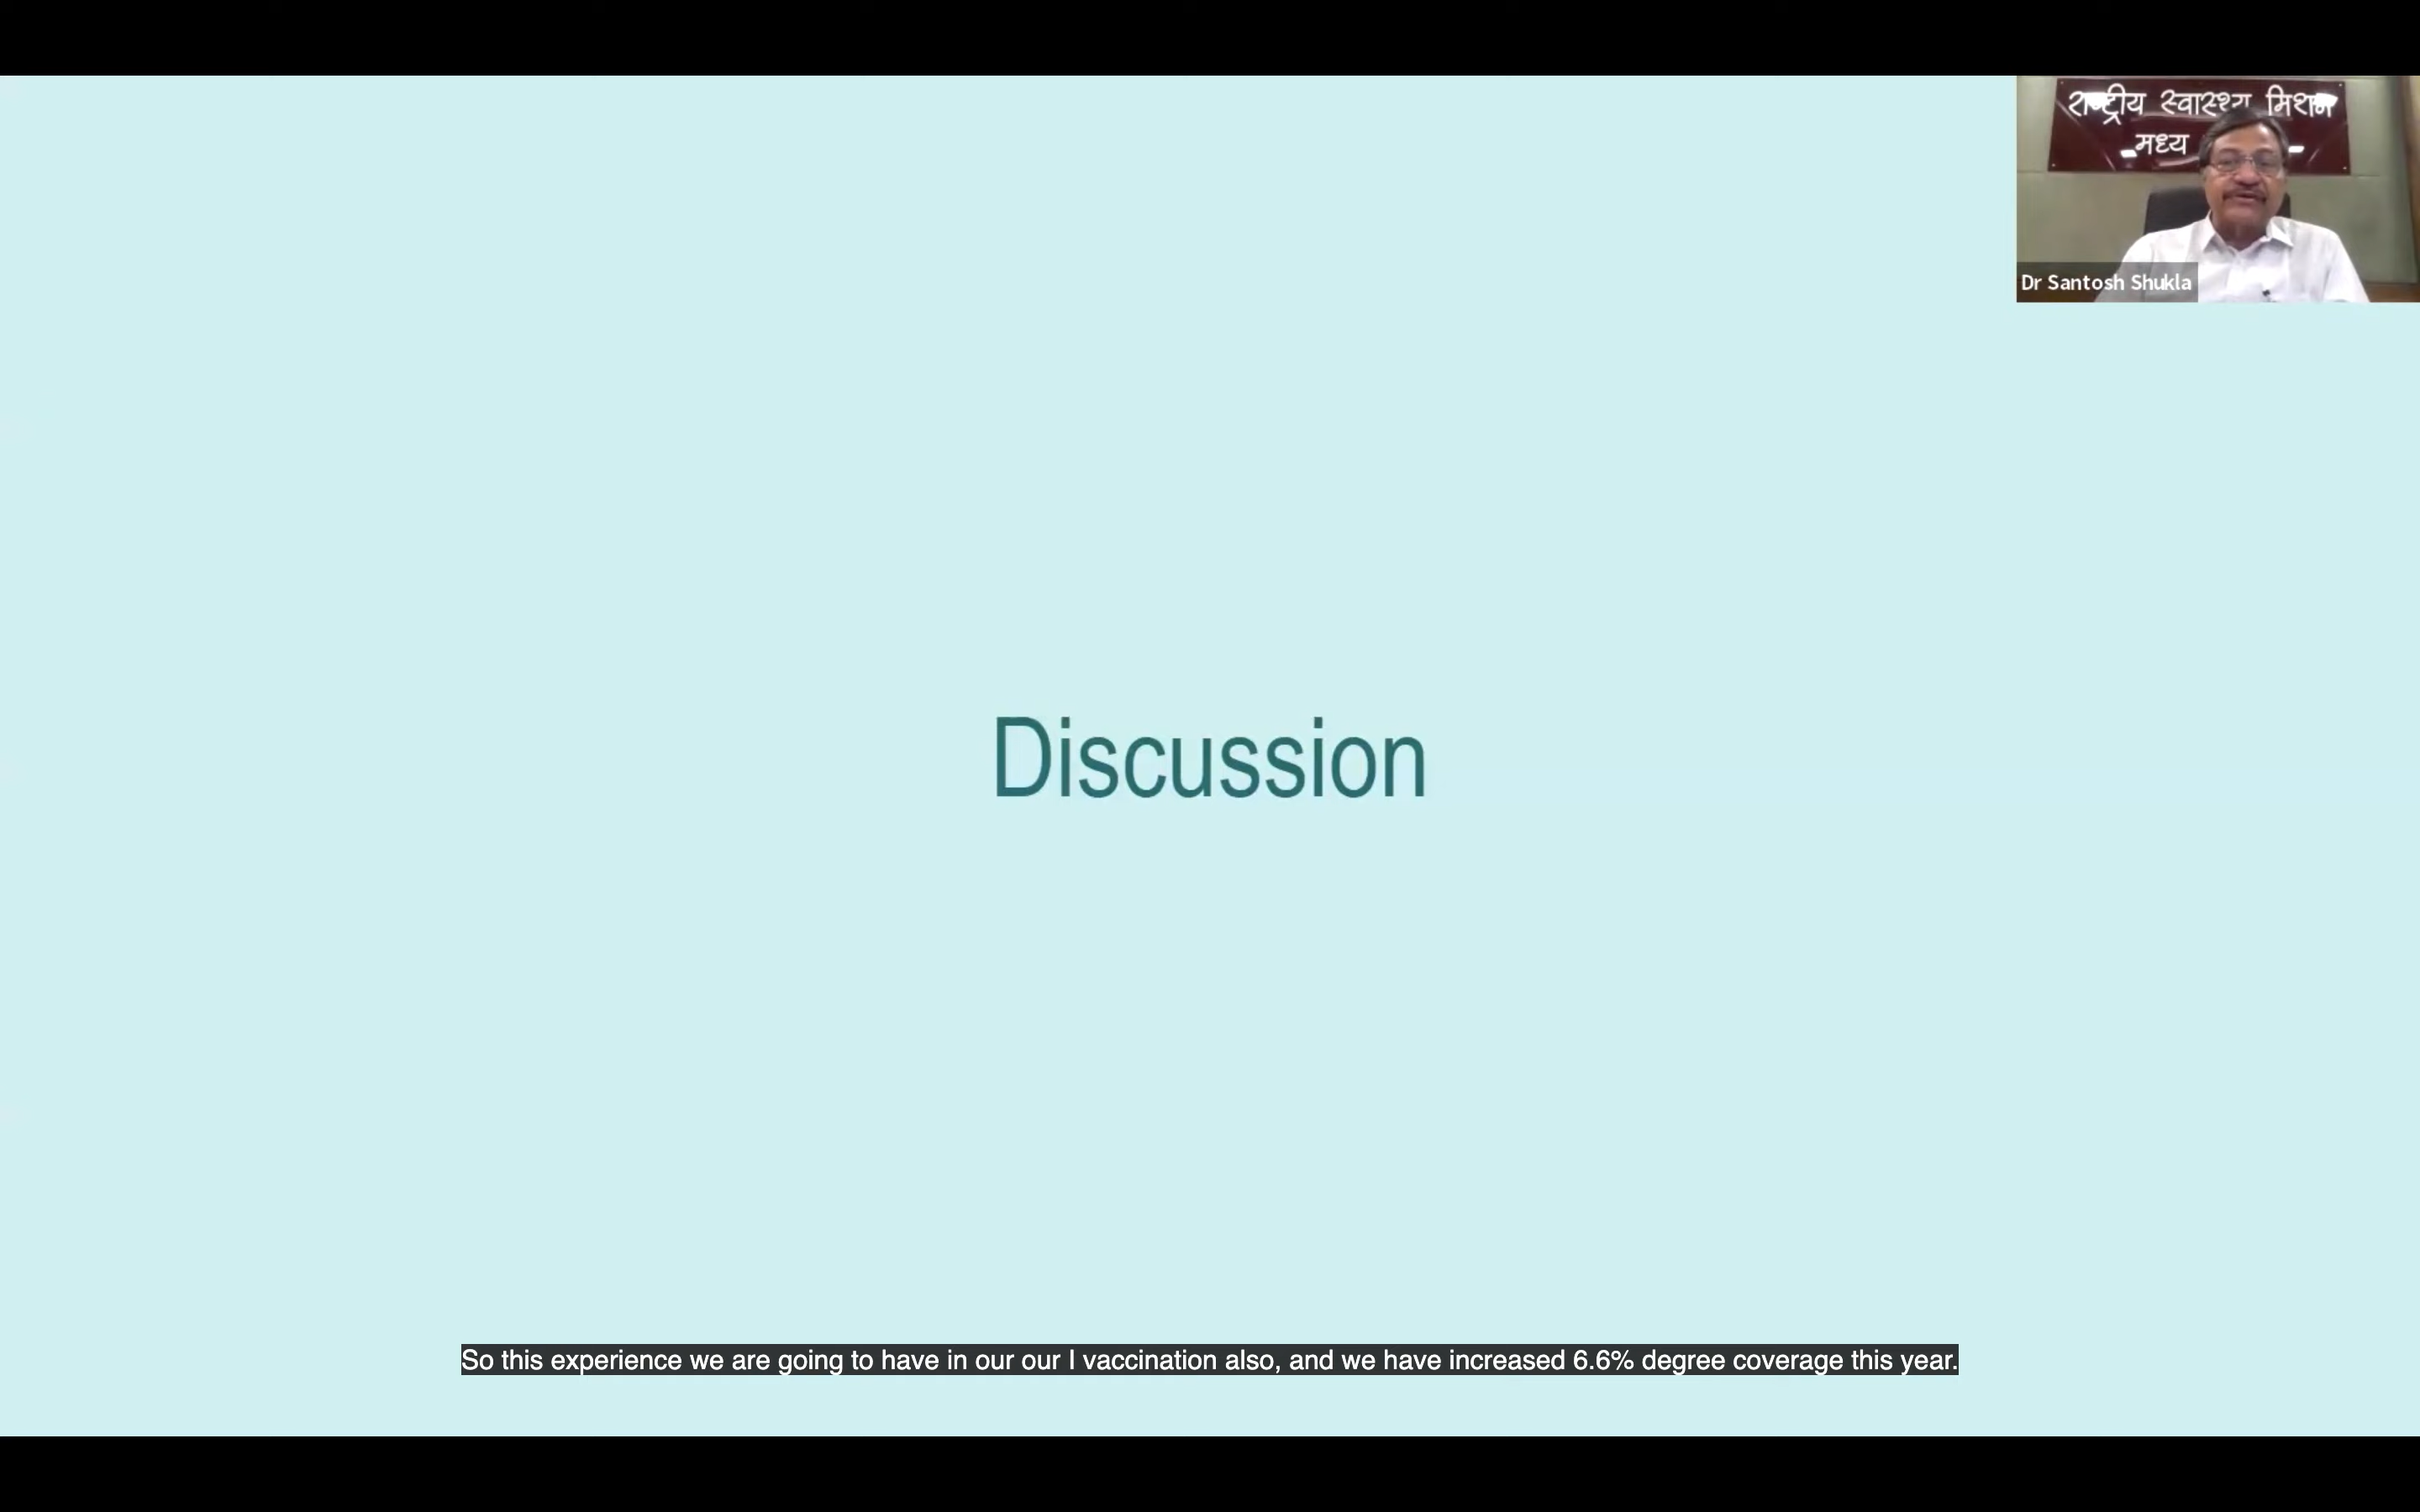 राष्ट्रीय स्वास्थ्य मिशन
मध्य
Dr Santosh Shukla
Discussion
So this experience we are going to have in our our I vaccination also, and we have increased 6.6% degree coverage this year.